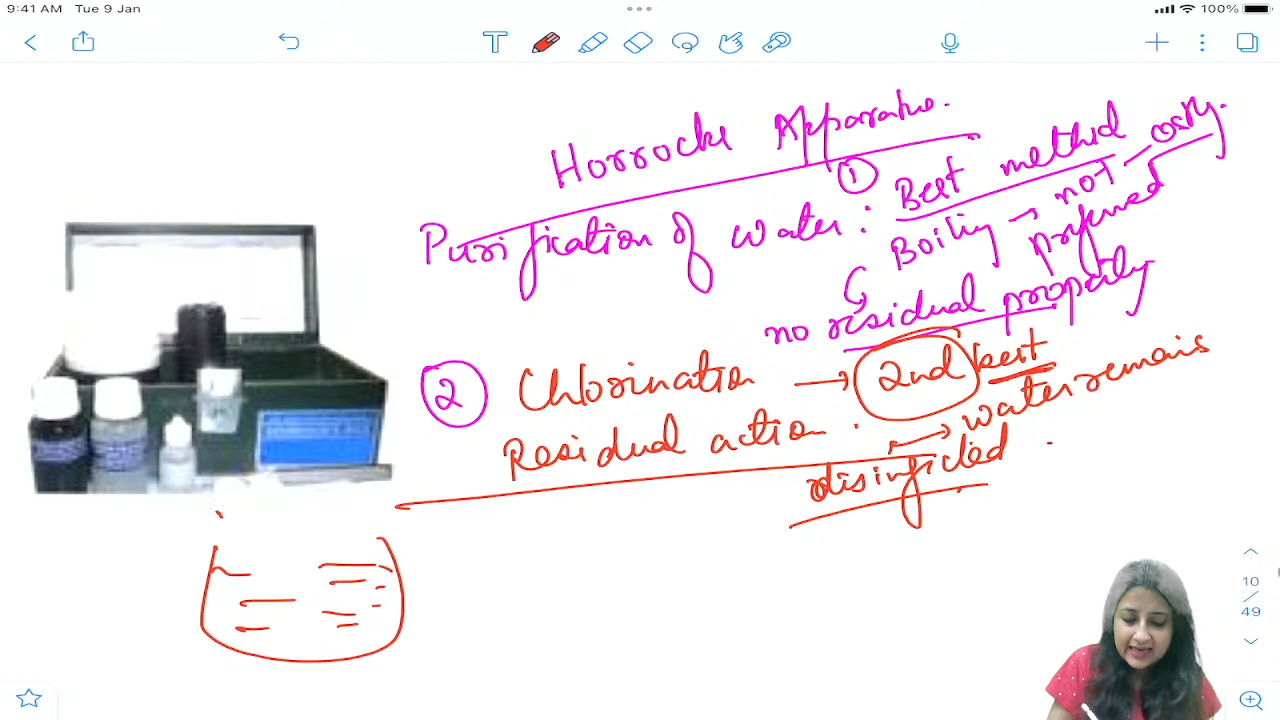 9:41 AM Tue 9 Jan
100%
Horrocks Apparatus.
Purification of water : ① Best method
Boiling → not preferred – costly.
no residual property
② Chlorination → 2nd best
Residual action. → water remains
disinfected
10
/
49